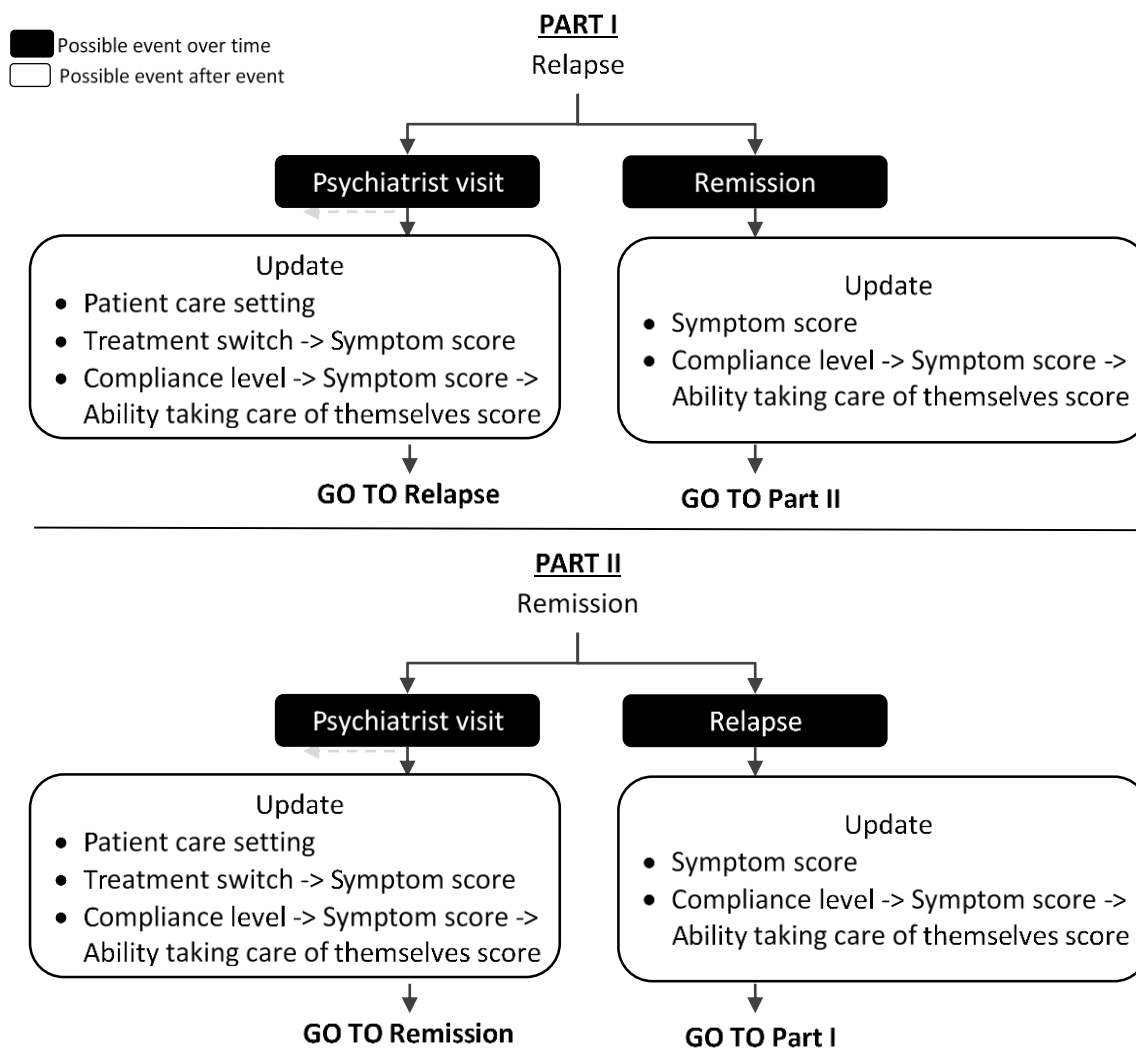 Possible event over time
Possible event after event
PART I
Relapse
Psychiatrist visit
Remission
Update
• Patient care setting
• Treatment switch -> Symptom score
• Compliance level -> Symptom score ->
Ability taking care of themselves score
Update
• Symptom score
• Compliance level -> Symptom score ->
Ability taking care of themselves score
GO TO Relapse
GO TO Part II
PART II
Remission
Psychiatrist visit
Relapse
Update
• Patient care setting
• Treatment switch -> Symptom score
• Compliance level -> Symptom score ->
Ability taking care of themselves score
Update
• Symptom score
• Compliance level -> Symptom score ->
Ability taking care of themselves score
GO TO Remission
GO TO Part I